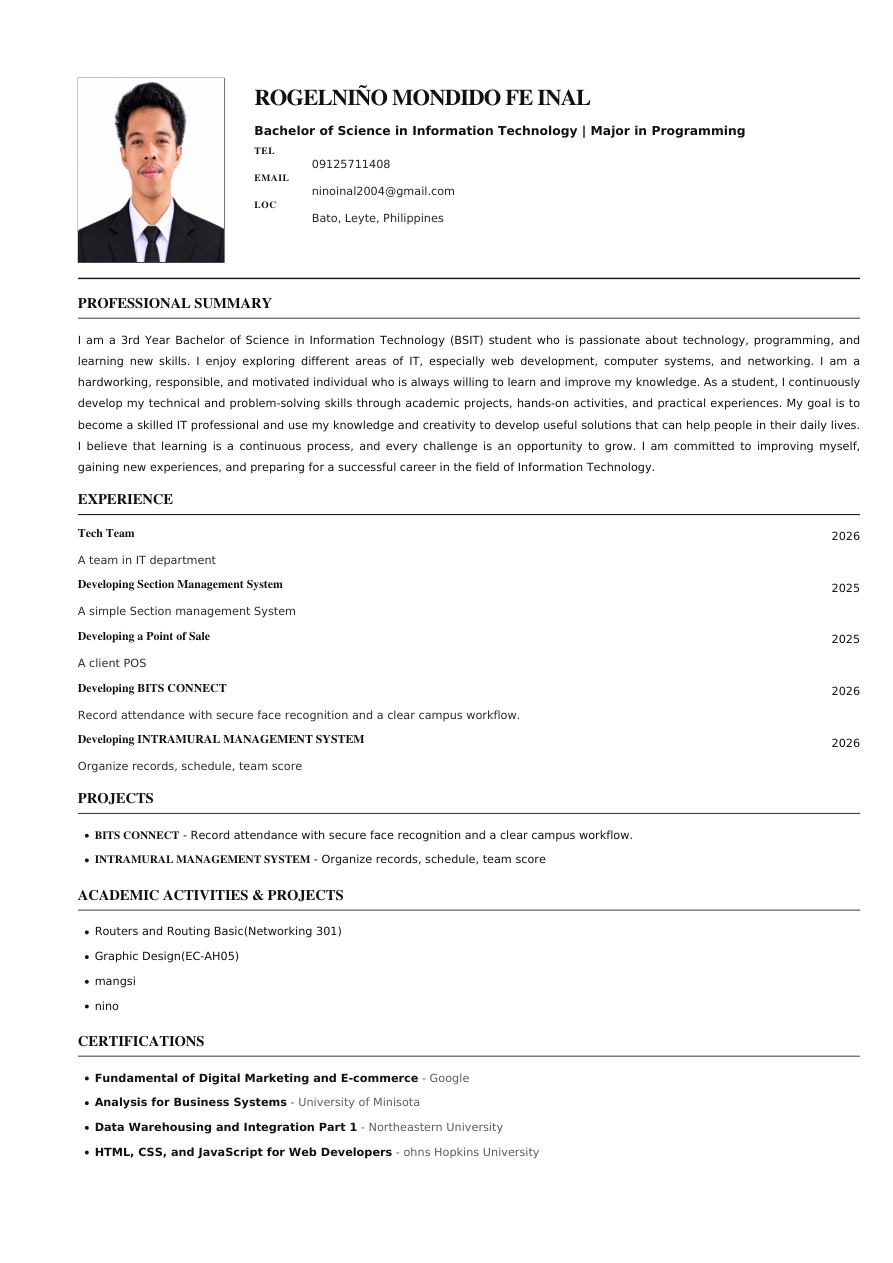 ROGELNIÑO MONDIDO FE INAL
Bachelor of Science in Information Technology | Major in Programming
TEL
09125711408
EMAIL
ninoinal2004@gmail.com
LOC
Bato, Leyte, Philippines
PROFESSIONAL SUMMARY
I am a 3rd Year Bachelor of Science in Information Technology (BSIT) student who is passionate about technology, programming, and
learning new skills. I enjoy exploring different areas of IT, especially web development, computer systems, and networking. I am a
hardworking, responsible, and motivated individual who is always willing to learn and improve my knowledge. As a student, I continuously
develop my technical and problem-solving skills through academic projects, hands-on activities, and practical experiences. My goal is to
become a skilled IT professional and use my knowledge and creativity to develop useful solutions that can help people in their daily lives.
I believe that learning is a continuous process, and every challenge is an opportunity to grow. I am committed to improving myself,
gaining new experiences, and preparing for a successful career in the field of Information Technology.
EXPERIENCE
Tech Team 2026
A team in IT department
Developing Section Management System 2025
A simple Section management System
Developing a Point of Sale 2025
A client POS
Developing BITS CONNECT 2026
Record attendance with secure face recognition and a clear campus workflow.
Developing INTRAMURAL MANAGEMENT SYSTEM 2026
Organize records, schedule, team score
PROJECTS
• BITS CONNECT - Record attendance with secure face recognition and a clear campus workflow.
• INTRAMURAL MANAGEMENT SYSTEM - Organize records, schedule, team score
ACADEMIC ACTIVITIES & PROJECTS
• Routers and Routing Basic(Networking 301)
• Graphic Design(EC-AH05)
• mangsi
• nino
CERTIFICATIONS
• Fundamental of Digital Marketing and E-commerce - Google
• Analysis for Business Systems - University of Minisota
• Data Warehousing and Integration Part 1 - Northeastern University
• HTML, CSS, and JavaScript for Web Developers - ohns Hopkins University